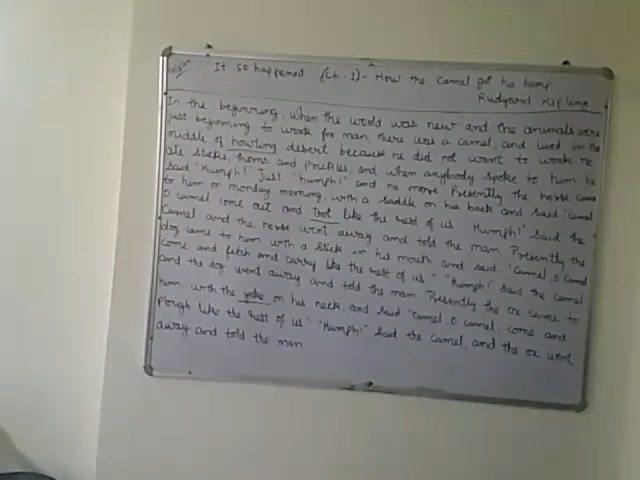 It so happened (Ch-1)- How the Camel got his hump
Rudyard Kipling
In the beginning, when the world was new and the animals were
just beginning to work for man, there was a camel, and lived in the
middle of howling desert because he did not want to work He
ate sticks, thorns and prickles, and when anybody spoke to him he
said "Humph!" Just "humph!" and no more Presently the horse came
to him on monday morning, with a saddle on his back and said "Camel
O camel come out and trot like the rest of us "Humph!" said the
Camel and the horse went away and told the man Presently the
dog came to him with a stick in his mouth and said "Camel, O Camel
come and fetch and carry like the rest of us" "Humph! Said the camel
and the dog went away and told the man Presently the ox came to
him, with the yoke on his neck, and said "Camel O camel, come and
plough like the rest of us" "Humph!" said the camel, and the ox went
away and told the man